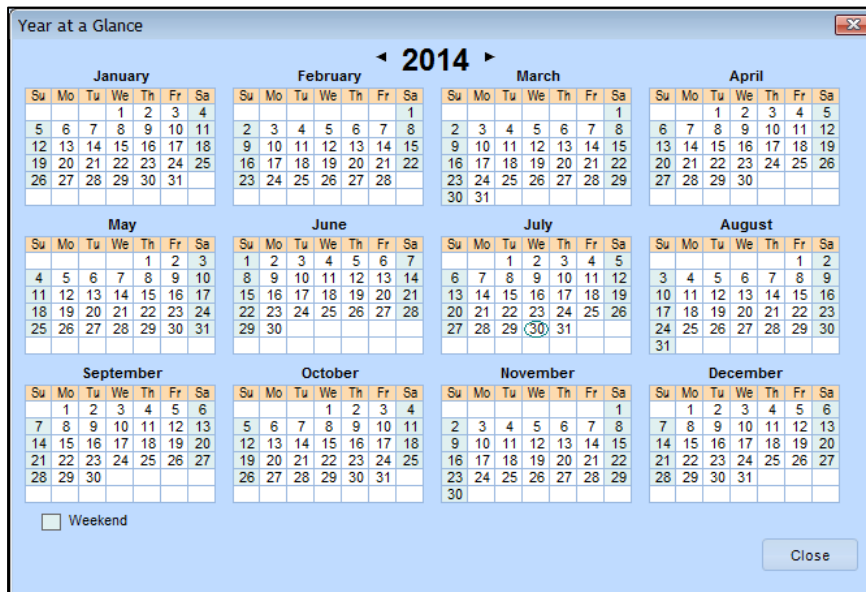 Year at a Glance
2014
January February March April
Su Mo Tu We Th Fr Sa Su Mo Tu We Th Fr Sa Su Mo Tu We Th Fr Sa Su Mo Tu We Th Fr Sa
1 2 3 4 1 1 1 2 3 4 5
5 6 7 8 9 10 11 2 3 4 5 6 7 8 2 3 4 5 6 7 8 6 7 8 9 10 11 12
12 13 14 15 16 17 18 9 10 11 12 13 14 15 9 10 11 12 13 14 15 13 14 15 16 17 18 19
19 20 21 22 23 24 25 16 17 18 19 20 21 22 16 17 18 19 20 21 22 20 21 22 23 24 25 26
26 27 28 29 30 31 23 24 25 26 27 28 23 24 25 26 27 28 29 27 28 29 30
30 31
May June July August
Su Mo Tu We Th Fr Sa Su Mo Tu We Th Fr Sa Su Mo Tu We Th Fr Sa Su Mo Tu We Th Fr Sa
1 2 3 1 2 3 4 5 6 7 1 2 3 4 5 1 2
4 5 6 7 8 9 10 8 9 10 11 12 13 14 6 7 8 9 10 11 12 3 4 5 6 7 8 9
11 12 13 14 15 16 17 15 16 17 18 19 20 21 13 14 15 16 17 18 19 10 11 12 13 14 15 16
18 19 20 21 22 23 24 22 23 24 25 26 27 28 20 21 22 23 24 25 26 17 18 19 20 21 22 23
25 26 27 28 29 30 31 29 30 27 28 29 30 31 24 25 26 27 28 29 30
31
September October November December
Su Mo Tu We Th Fr Sa Su Mo Tu We Th Fr Sa Su Mo Tu We Th Fr Sa Su Mo Tu We Th Fr Sa
1 2 3 4 5 6 1 2 3 4 1 1 2 3 4 5 6
7 8 9 10 11 12 13 5 6 7 8 9 10 11 2 3 4 5 6 7 8 7 8 9 10 11 12 13
14 15 16 17 18 19 20 12 13 14 15 16 17 18 9 10 11 12 13 14 15 14 15 16 17 18 19 20
21 22 23 24 25 26 27 19 20 21 22 23 24 25 16 17 18 19 20 21 22 21 22 23 24 25 26 27
28 29 30 26 27 28 29 30 31 23 24 25 26 27 28 29 28 29 30 31
30
Weekend
Close